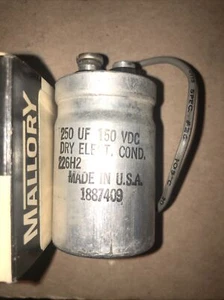 250 UF 150 VDC
DRY ELECT. COND.
226H2
MADE IN U.S.A.
1887409
MALLORY